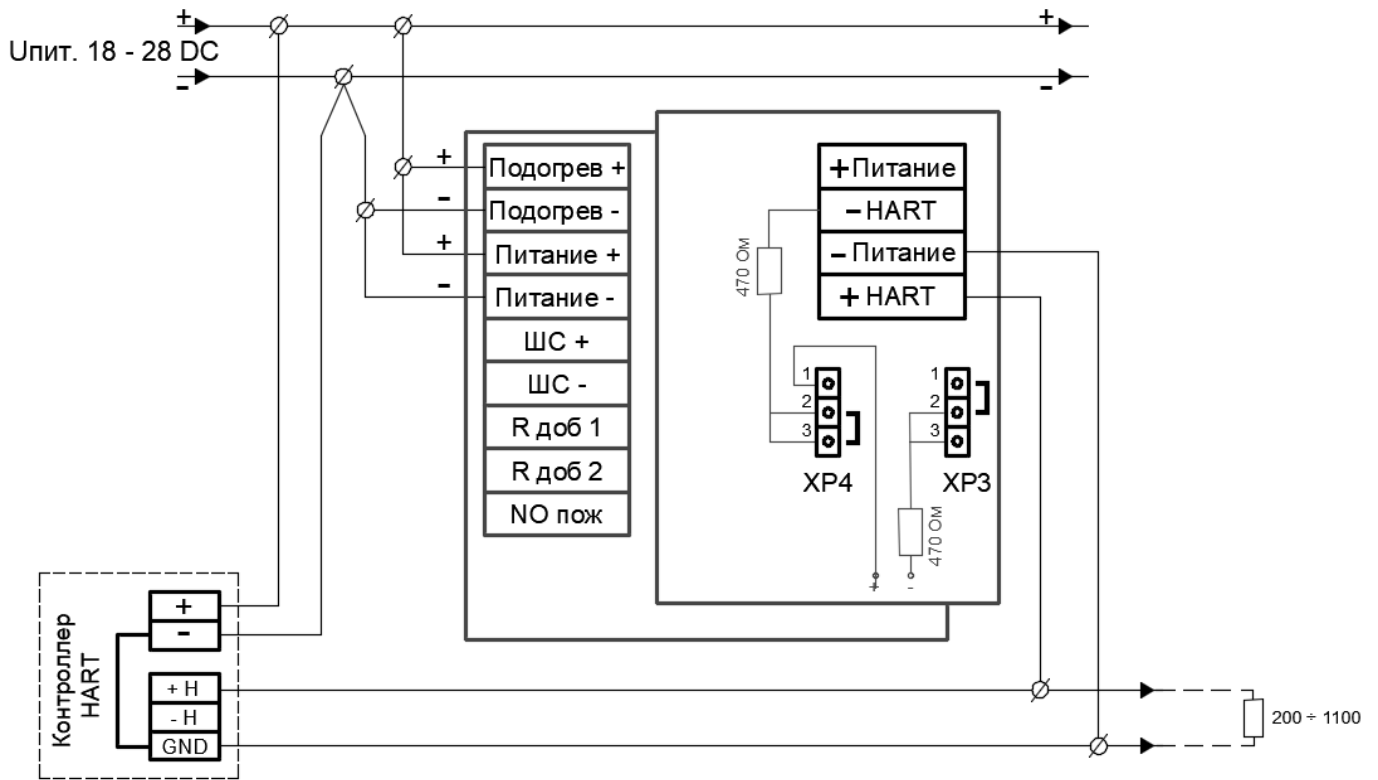 +
+
Uпит. 18 - 28 DC
-
-
+
Подогрев +
-
Подогрев -
+
Питание +
-
Питание -
ШС +
ШС -
R доб 1
R доб 2
NO пож
+ Питание
- HART
- Питание
+ HART
470 Ом
1
2
3
XP4
1
2
3
XP3
470 Ом
+
-
Контроллер
HART
+
-
+ H
- H
GND
200 ÷ 1100